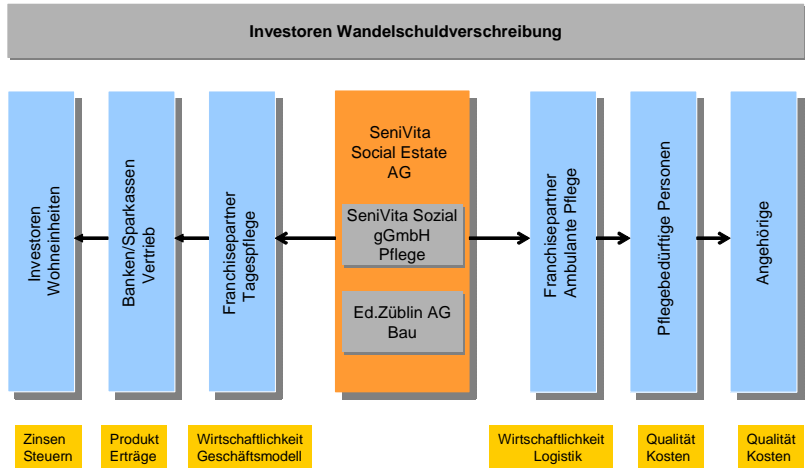 Investoren Wandelschuldverschreibung
Investoren
Wohneinheiten
Banken/Sparkassen
Vertrieb
Franchisepartner
Tagespflege
SeniVita
Social Estate
AG
SeniVita Sozial
gGmbH
Pflege
Ed.Züblin AG
Bau
Franchisepartner
Ambulante Pflege
Pflegebedürftige Personen
Angehörige
Zinsen
Steuern
Produkt
Erträge
Wirtschaftlichkeit
Geschäftsmodell
Wirtschaftlichkeit
Logistik
Qualität
Kosten
Qualität
Kosten